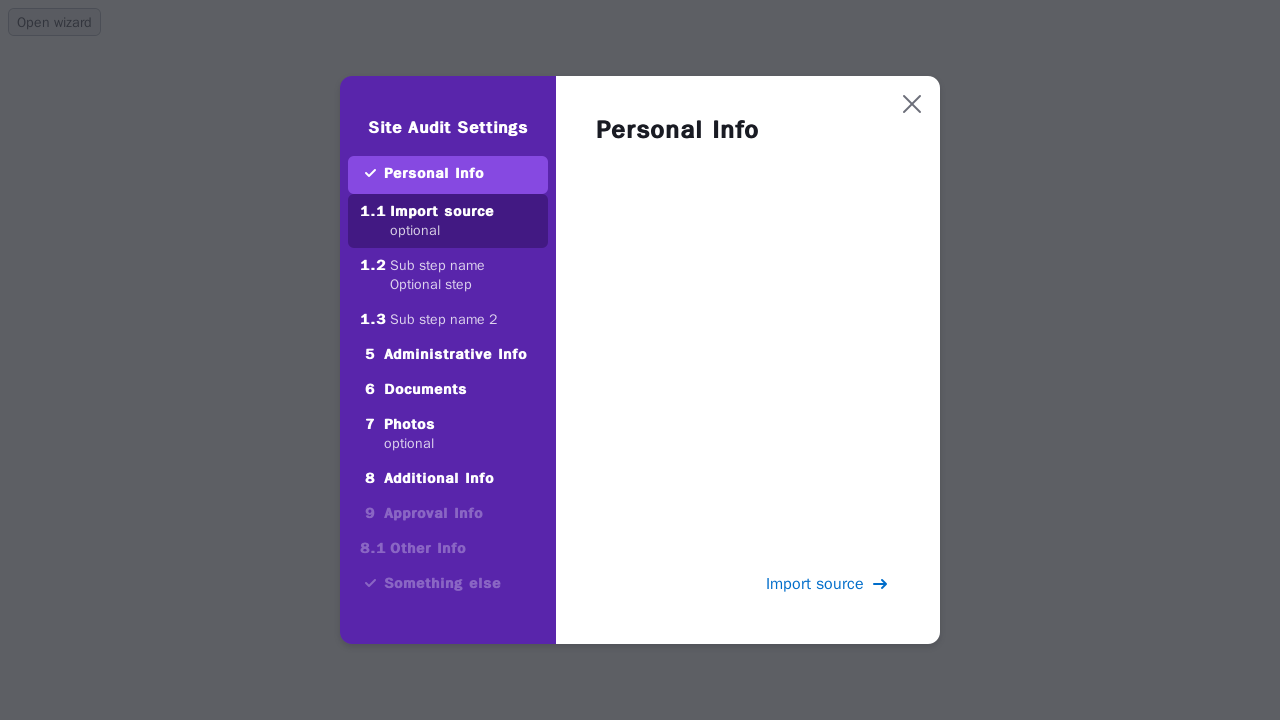 Open wizard
Site Audit Settings
Personal Info
1.1 Import source
optional
1.2 Sub step name
Optional step
1.3 Sub step name 2
5 Administrative Info
6 Documents
7 Photos
optional
8 Additional Info
9 Approval Info
8.1 Other Info
Something else
Personal Info
Import source